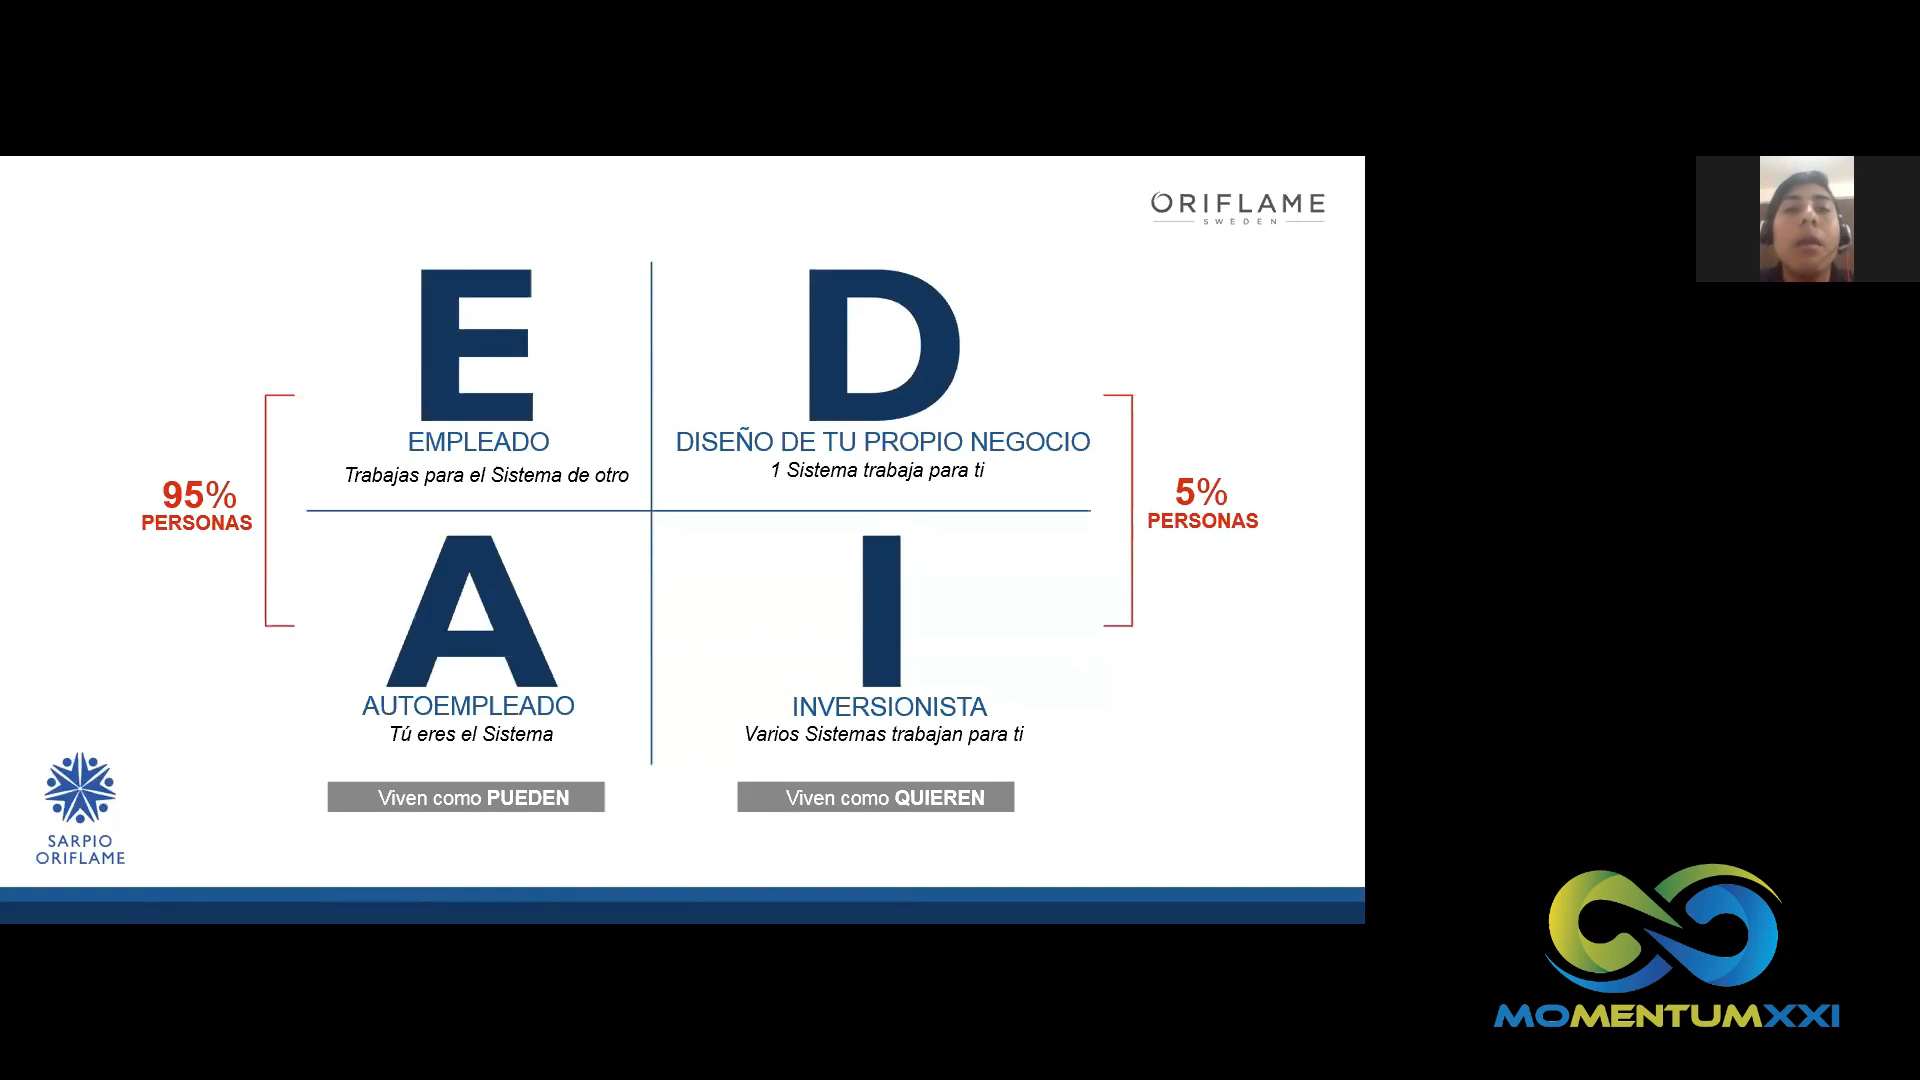 ORIFLAME
SWEDEN
E
EMPLEADO
Trabajas para el Sistema de otro
D
DISEÑO DE TU PROPIO NEGOCIO
1 Sistema trabaja para ti
95%
PERSONAS
5%
PERSONAS
A
AUTOEMPLEADO
Tú eres el Sistema
I
INVERSIONISTA
Varios Sistemas trabajan para ti
Viven como PUEDEN
Viven como QUIEREN
SARPIO
ORIFLAME
MOMENTUMXXI